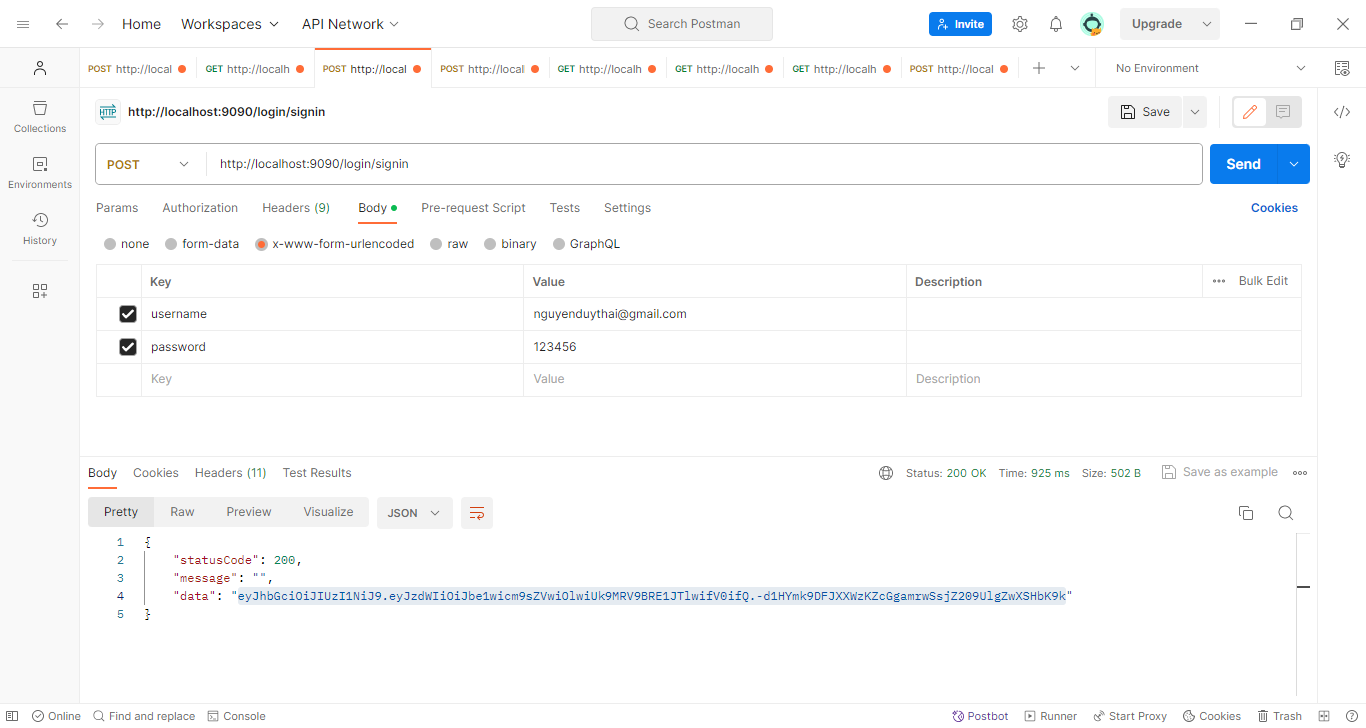 Home Workspaces API Network Search Postman Invite Upgrade
POST http://local GET http://localh POST http://local POST http://local GET http://localh GET http://localh GET http://localh POST http://local No Environment
HTTP http://localhost:9090/login/signin Save
Collections
Environments
History
POST http://localhost:9090/login/signin Send
Params Authorization Headers (9) Body Pre-request Script Tests Settings Cookies
none form-data x-www-form-urlencoded raw binary GraphQL
Key Value Description Bulk Edit
username nguyenduythai@gmail.com
password 123456
Key Value Description
Body Cookies Headers (11) Test Results Status: 200 OK Time: 925 ms Size: 502 B Save as example
Pretty Raw Preview Visualize JSON
1 {
2 "statusCode": 200,
3 "message": "",
4 "data": "eyJhbGciOiJIUzI1NiJ9.eyJzdWIiOiJbe1wicm9sZVwiOlwiUk9MRV9BRE1JTlwifV0ifQ.-d1HYmk9DFJXXWzKZcGgamrwSsjZ209UlgZwXSHbK9k"
5 }
Online Find and replace Console Postbot Runner Start Proxy Cookies Trash